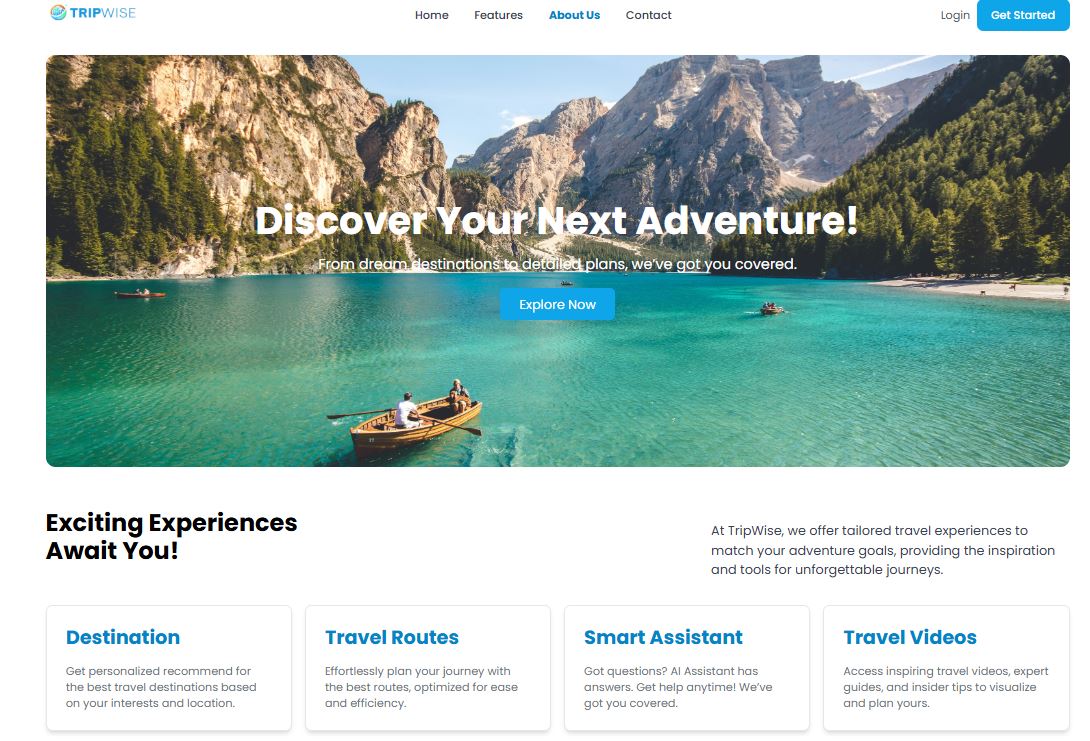 TRIPWISE
Home Features About Us Contact
Login Get Started
Discover Your Next Adventure!
From dream destinations to detailed plans, we've got you covered.
Explore Now
Exciting Experiences
Await You!
At TripWise, we offer tailored travel experiences to
match your adventure goals, providing the inspiration
and tools for unforgettable journeys.
Destination
Get personalized recommend for
the best travel destinations based
on your interests and location.
Travel Routes
Effortlessly plan your journey with
the best routes, optimized for ease
and efficiency.
Smart Assistant
Got questions? AI Assistant has
answers. Get help anytime! We've
got you covered.
Travel Videos
Access inspiring travel videos, expert
guides, and insider tips to visualize
and plan yours.